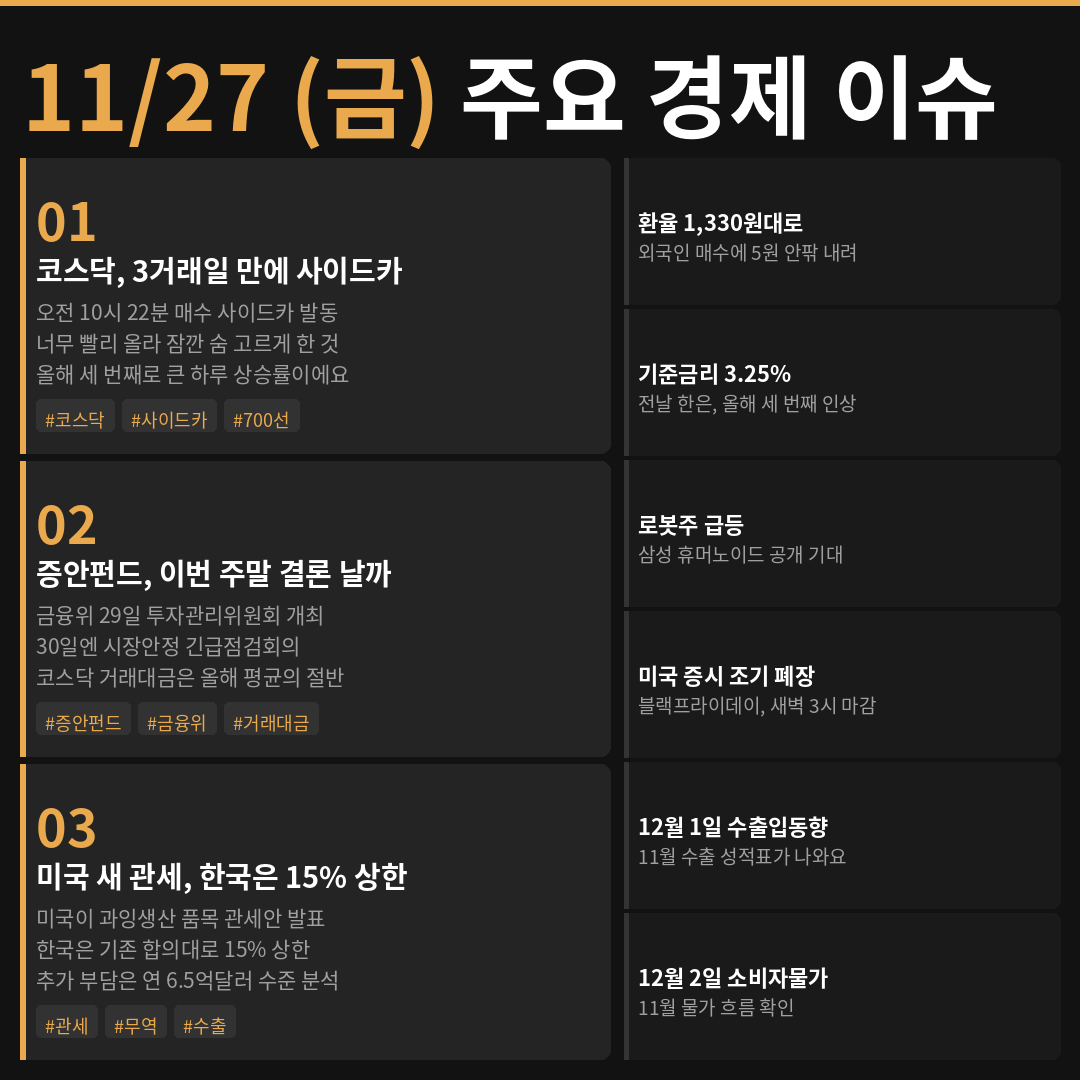 11/27 (금) 주요 경제 이슈
01
코스닥, 3거래일 만에 사이드카
오전 10시 22분 매수 사이드카 발동
너무 빨리 올라 잠깐 숨 고르게 한 것
올해 세 번째로 큰 하루 상승률이에요
#코스닥 #사이드카 #700선
02
증안펀드, 이번 주말 결론 날까
금융위 29일 투자관리위원회 개최
30일엔 시장안정 긴급점검회의
코스닥 거래대금은 올해 평균의 절반
#증안펀드 #금융위 #거래대금
03
미국 새 관세, 한국은 15% 상한
미국이 과잉생산 품목 관세안 발표
한국은 기존 합의대로 15% 상한
추가 부담은 연 6.5억달러 수준 분석
#관세 #무역 #수출
환율 1,330원대로
외국인 매수에 5원 안팎 내려
기준금리 3.25%
전날 한은, 올해 세 번째 인상
로봇주 급등
삼성 휴머노이드 공개 기대
미국 증시 조기 폐장
블랙프라이데이, 새벽 3시 마감
12월 1일 수출입동향
11월 수출 성적표가 나와요
12월 2일 소비자물가
11월 물가 흐름 확인